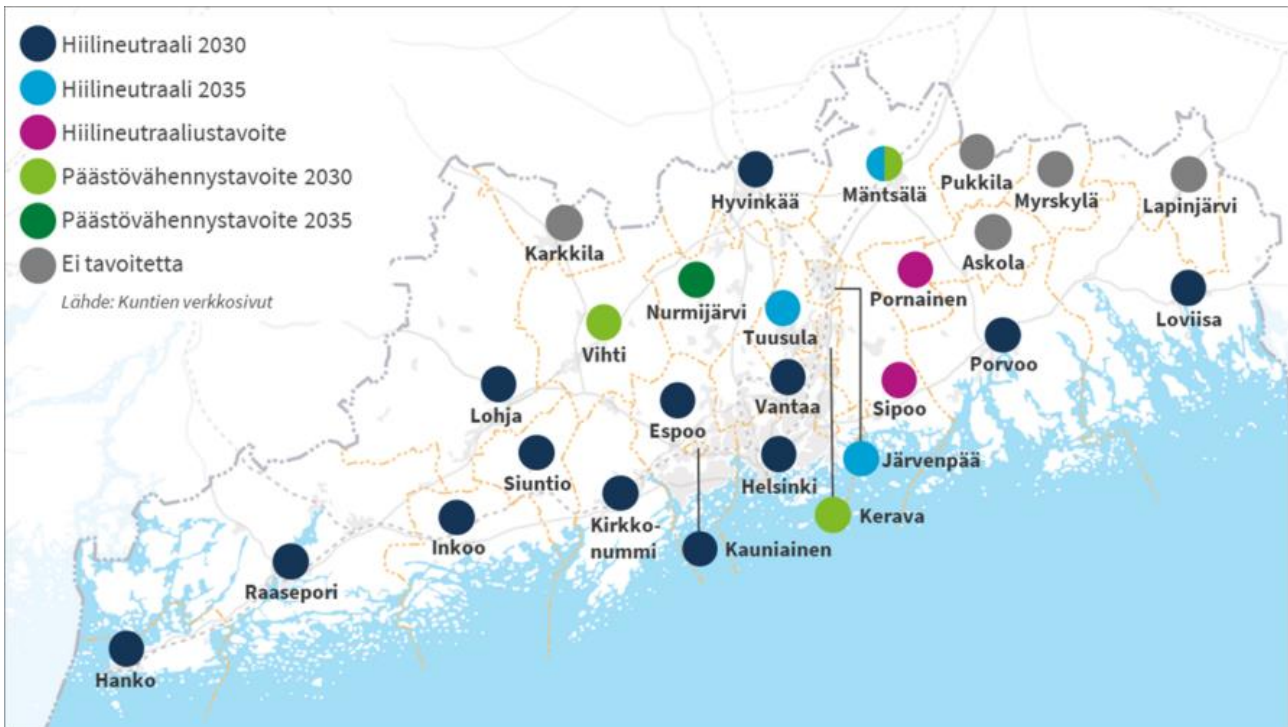 Hiilineutraali 2030
Hiilineutraali 2035
Hiilineutraaliustavoite
Päästövähennystavoite 2030
Päästövähennystavoite 2035
Ei tavoitetta
Lähde: Kuntien verkkosivut
Hyvinkää
Mäntsälä
Pukkila
Myrskylä
Lapinjärvi
Karkkila
Askola
Nurmijärvi
Pornainen
Loviisa
Vihti
Tuusula
Porvoo
Lohja
Espoo
Vantaa
Sipoo
Siuntio
Helsinki
Järvenpää
Inkoo
Kirkko-
nummi
Kerava
Kauniainen
Raasepori
Hanko